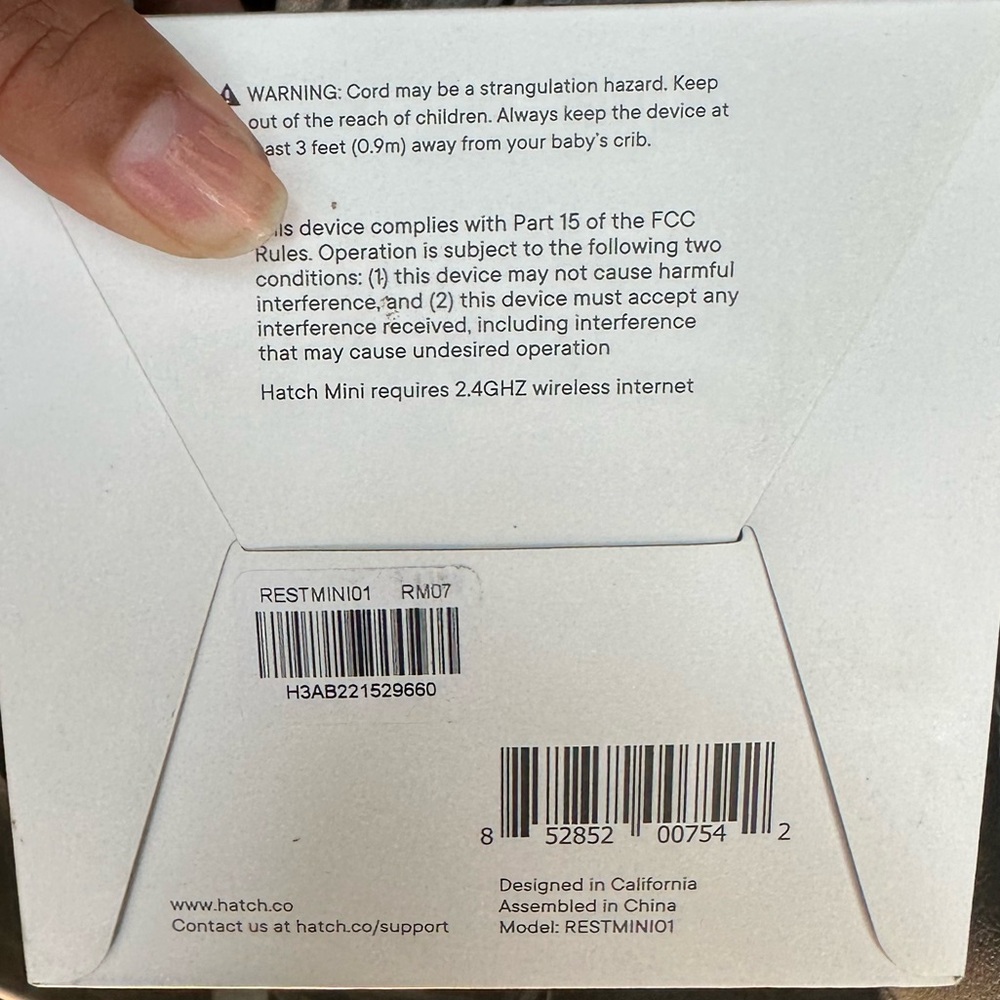 WARNING: Cord may be a strangulation hazard. Keep
out of the reach of children. Always keep the device at
3 feet (0.9m) away from your baby's crib.
device complies with Part 15 of the FCC
Rules. Operation is subject to the following two
conditions: (1) this device may not cause harmful
interference, and (2) this device must accept any
interference received, including interference
that may cause undesired operation
Hatch Mini requires 2.4GHZ wireless internet
RESTMINI01 RM07
H3AB221529660
8 52852 00754 2
www.hatch.co
Contact us at hatch.co/support
Designed in California
Assembled in China
Model: RESTMINI01